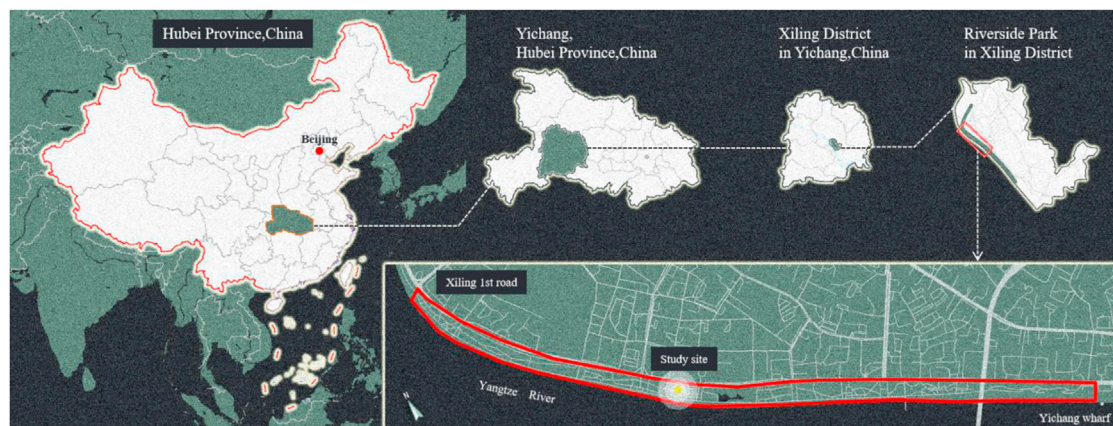 Hubei Province,China
Yichang,
Hubei Province,China
Xiling District
in Yichang,China
Riverside Park
in Xiling District
Beijing
Xiling 1st road
Study site
Yangtze River
N
Yichang wharf